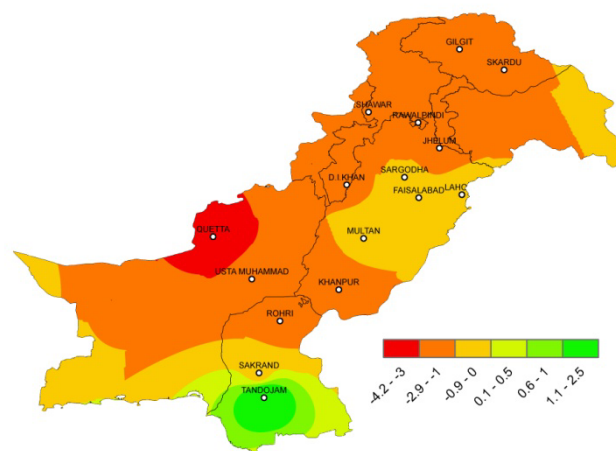 GILGIT
SKARDU
SHAWAR
RAWALPINDI
JHELUM
SARGODHA
D.I.KHAN
FAISALABAD
LAHO
QUETTA
MULTAN
USTA MUHAMMAD
KHANPUR
ROHRI
SAKRAND
TANDOJAM
-4.2 - -3
-2.9 - -1
-0.9 - 0
0.1 - 0.5
0.6 - 1
1.1 - 2.5